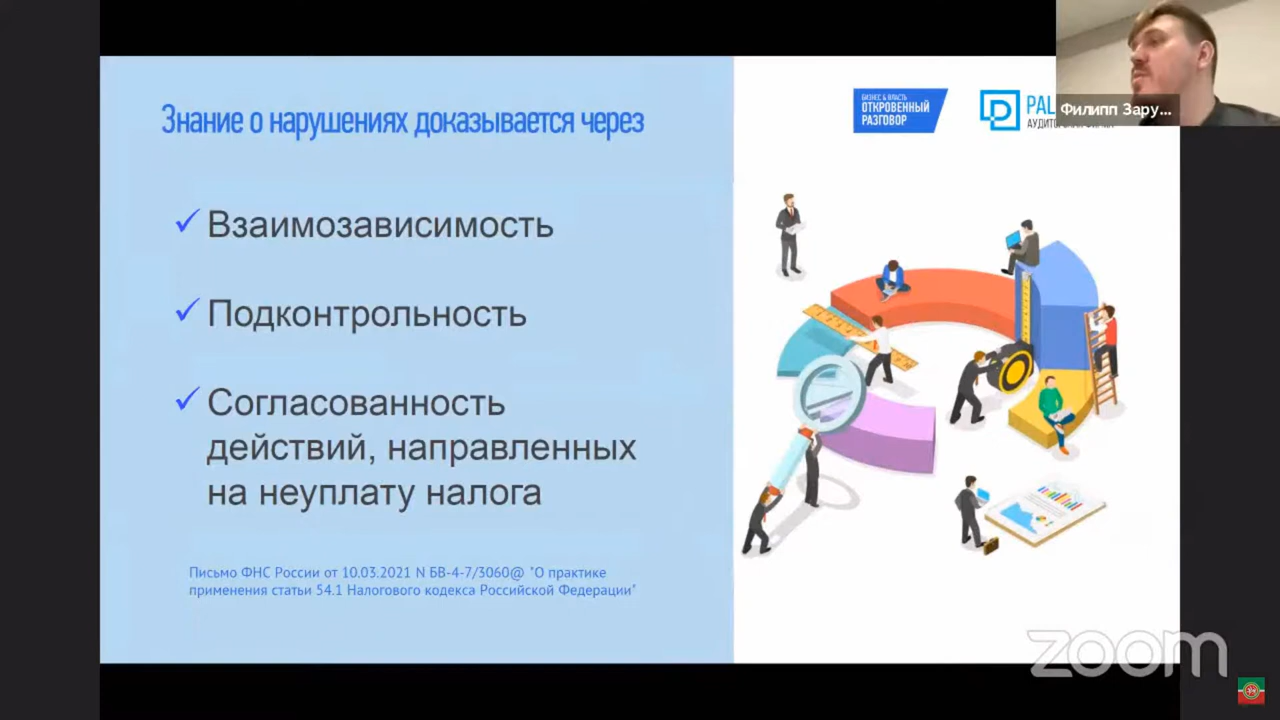 Знание о нарушениях доказывается через
Взаимозависимость
Подконтрольность
Согласованность
действий, направленных
на неуплату налога
Письмо ФНС России от 10.03.2021 N БВ-4-7/3060@ "О практике
применения статьи 54.1 Налогового кодекса Российской Федерации"
БИЗНЕС & ВЛАСТЬ
ОТКРОВЕННЫЙ
РАЗГОВОР
PAL
Филипп Зару...
zoom